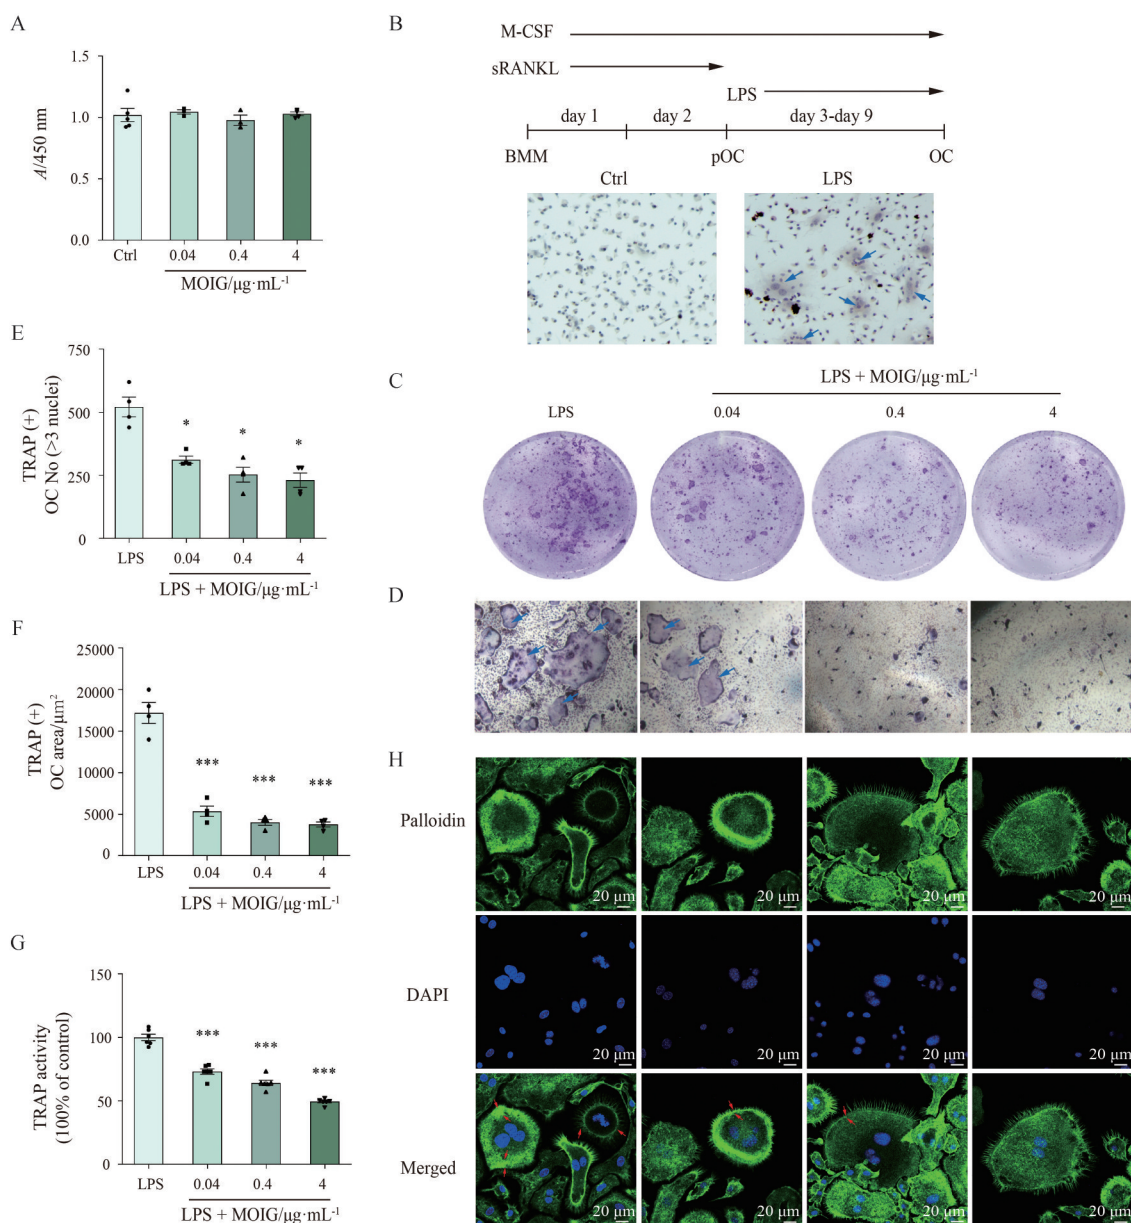 A
1.5
1.0
0.5
0.0
A/450 nm
Ctrl
0.04
0.4
4
MOIG/μg·mL⁻¹
B
M-CSF
sRANKL
LPS
day 1
day 2
day 3-day 9
BMM
pOC
OC
Ctrl
LPS
E
750
500
250
0
TRAP (+)
OC No (>3 nuclei)
*
*
*
LPS
0.04
0.4
4
LPS + MOIG/μg·mL⁻¹
C
LPS + MOIG/μg·mL⁻¹
LPS
0.04
0.4
4
D
F
25000
20000
15000
10000
5000
0
TRAP (+)
OC area/μm²
***
***
***
LPS
0.04
0.4
4
LPS + MOIG/μg·mL⁻¹
G
150
100
50
0
TRAP activity
(100% of control)
***
***
***
LPS
0.04
0.4
4
LPS + MOIG/μg·mL⁻¹
H
Palloidin
20 μm
20 μm
20 μm
20 μm
DAPI
20 μm
20 μm
20 μm
20 μm
Merged
20 μm
20 μm
20 μm
20 μm